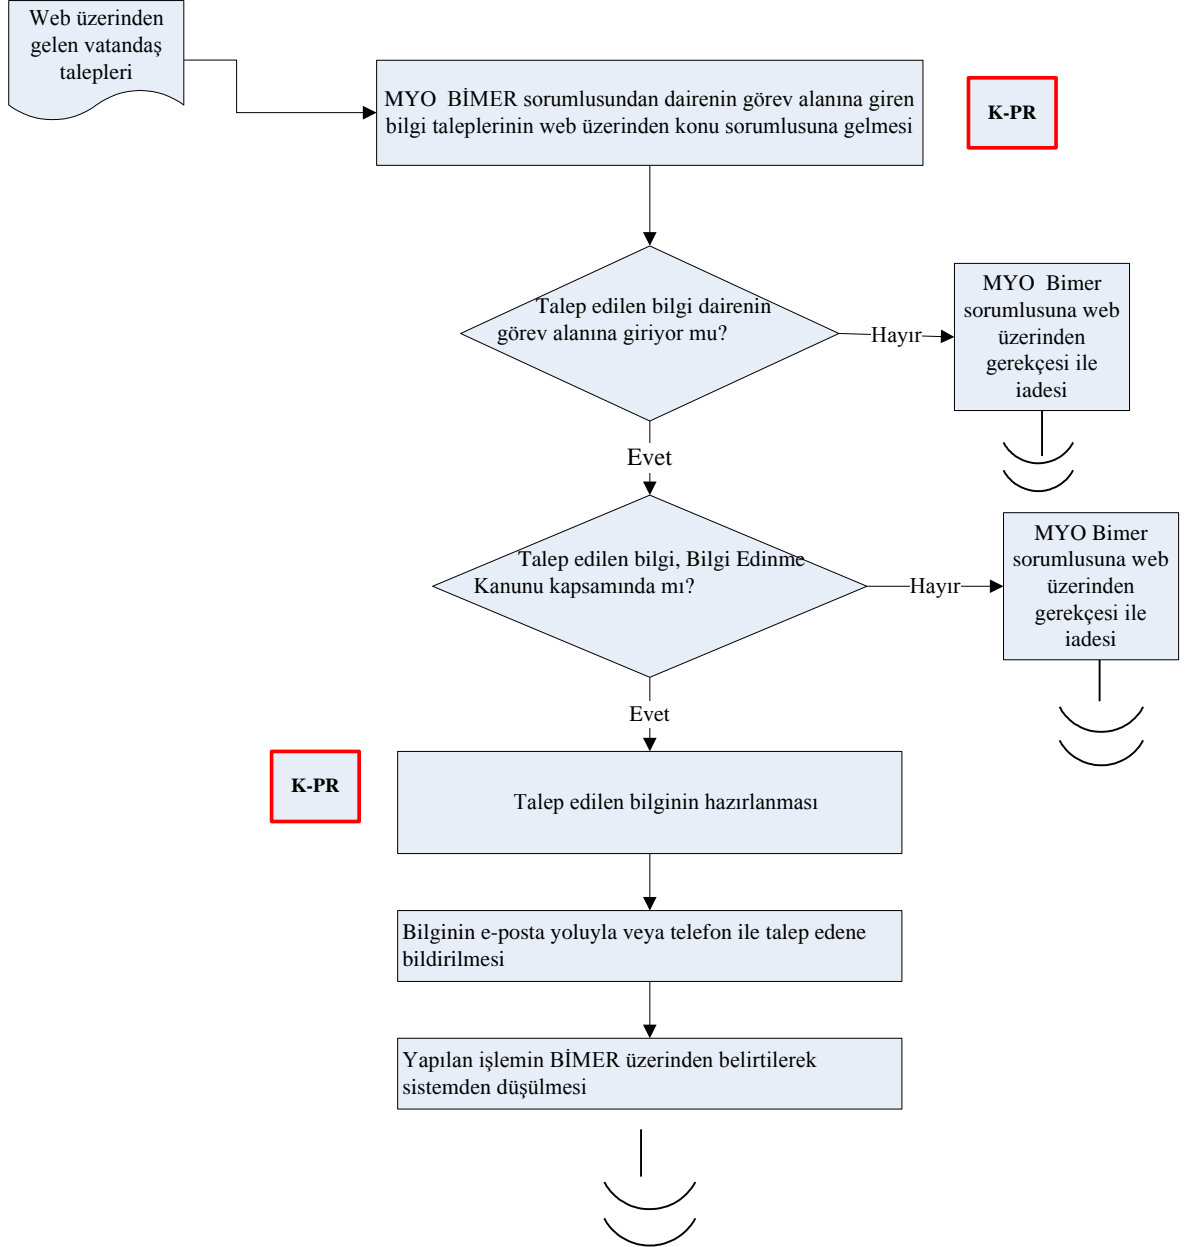 Web üzerinden
gelen vatandaş
talepleri
MYO BİMER sorumlusundan dairenin görev alanına giren
bilgi taleplerinin web üzerinden konu sorumlusuna gelmesi
K-PR
Talep edilen bilgi dairenin
görev alanına giriyor mu?
Hayır
MYO Bimer
sorumlusuna web
üzerinden
gerekçesi ile
iadesi
Evet
Talep edilen bilgi, Bilgi Edinme
Kanunu kapsamında mı?
Hayır
MYO Bimer
sorumlusuna web
üzerinden
gerekçesi ile
iadesi
Evet
K-PR
Talep edilen bilginin hazırlanması
Bilginin e-posta yoluyla veya telefon ile talep edene
bildirilmesi
Yapılan işlemin BİMER üzerinden belirtilerek
sistemden düşülmesi